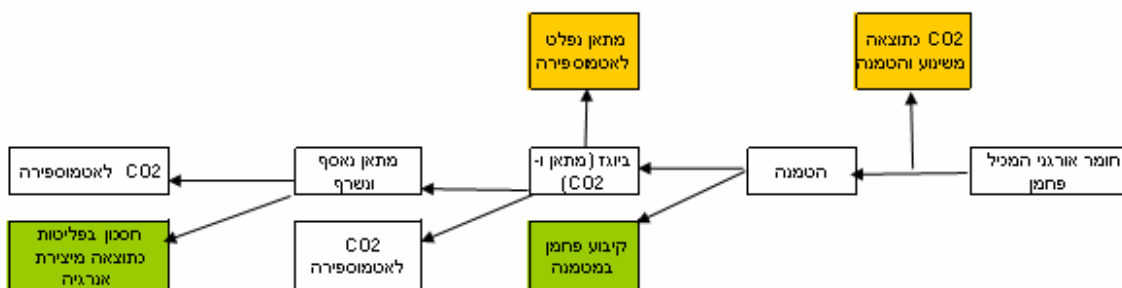 CO2 כתוצאה
משינוע והטמנה
מתאן נפלט
לאטמוספירה
חומר אורגני המכיל
פחמן
הטמנה
ביוגז (מתאן ו-
CO2)
מתאן נאסף
ונשרף
CO2 לאטמוספירה
קיבוע פחמן
במטמנה
CO2
לאטמוספירה
חסכון בפליטות
כתוצאה מיצירת
אנרגיה